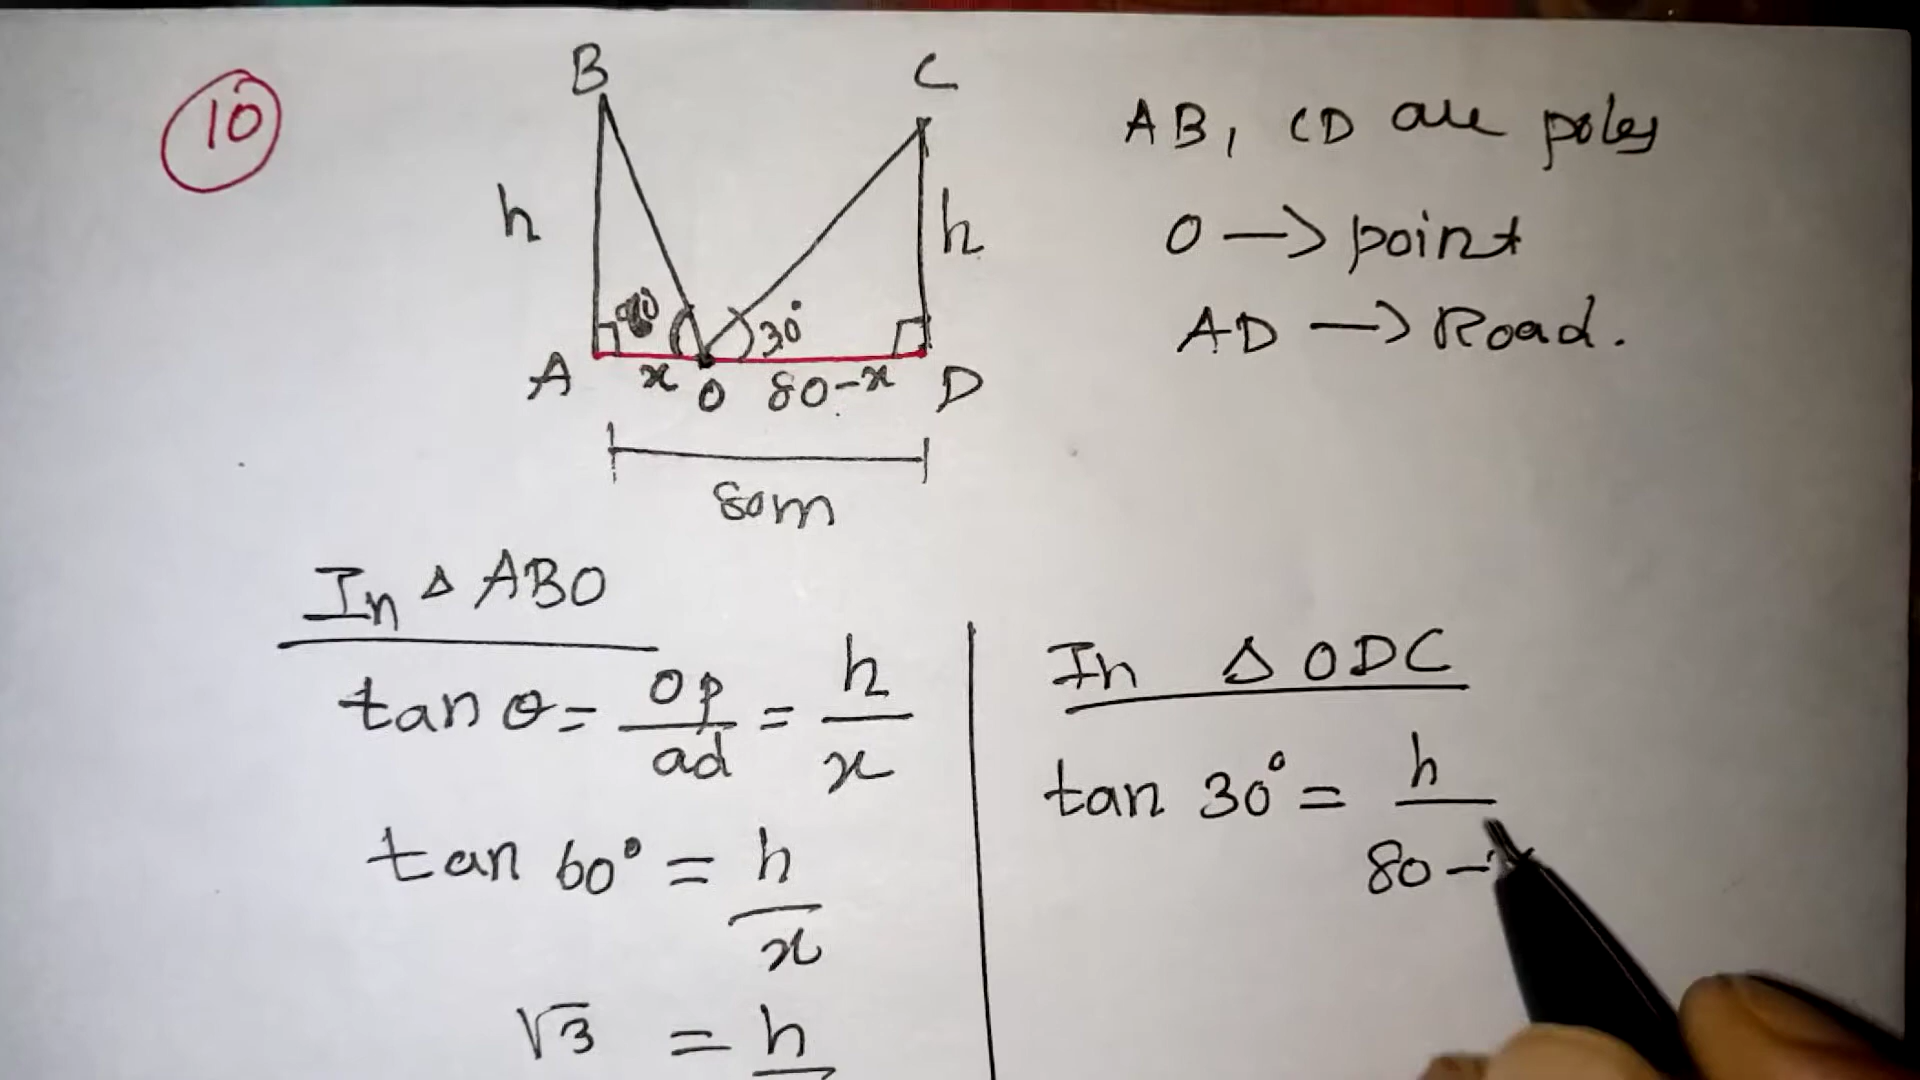 10
B
C
h
h
30°
A
x
O
80-x
D
80m
AB, CD are poles
O → point
AD → Road.
In △ ABO
tan θ = op/ad = h/x
tan 60° = h/x
√3 = h
In △ ODC
tan 30° = h/80-